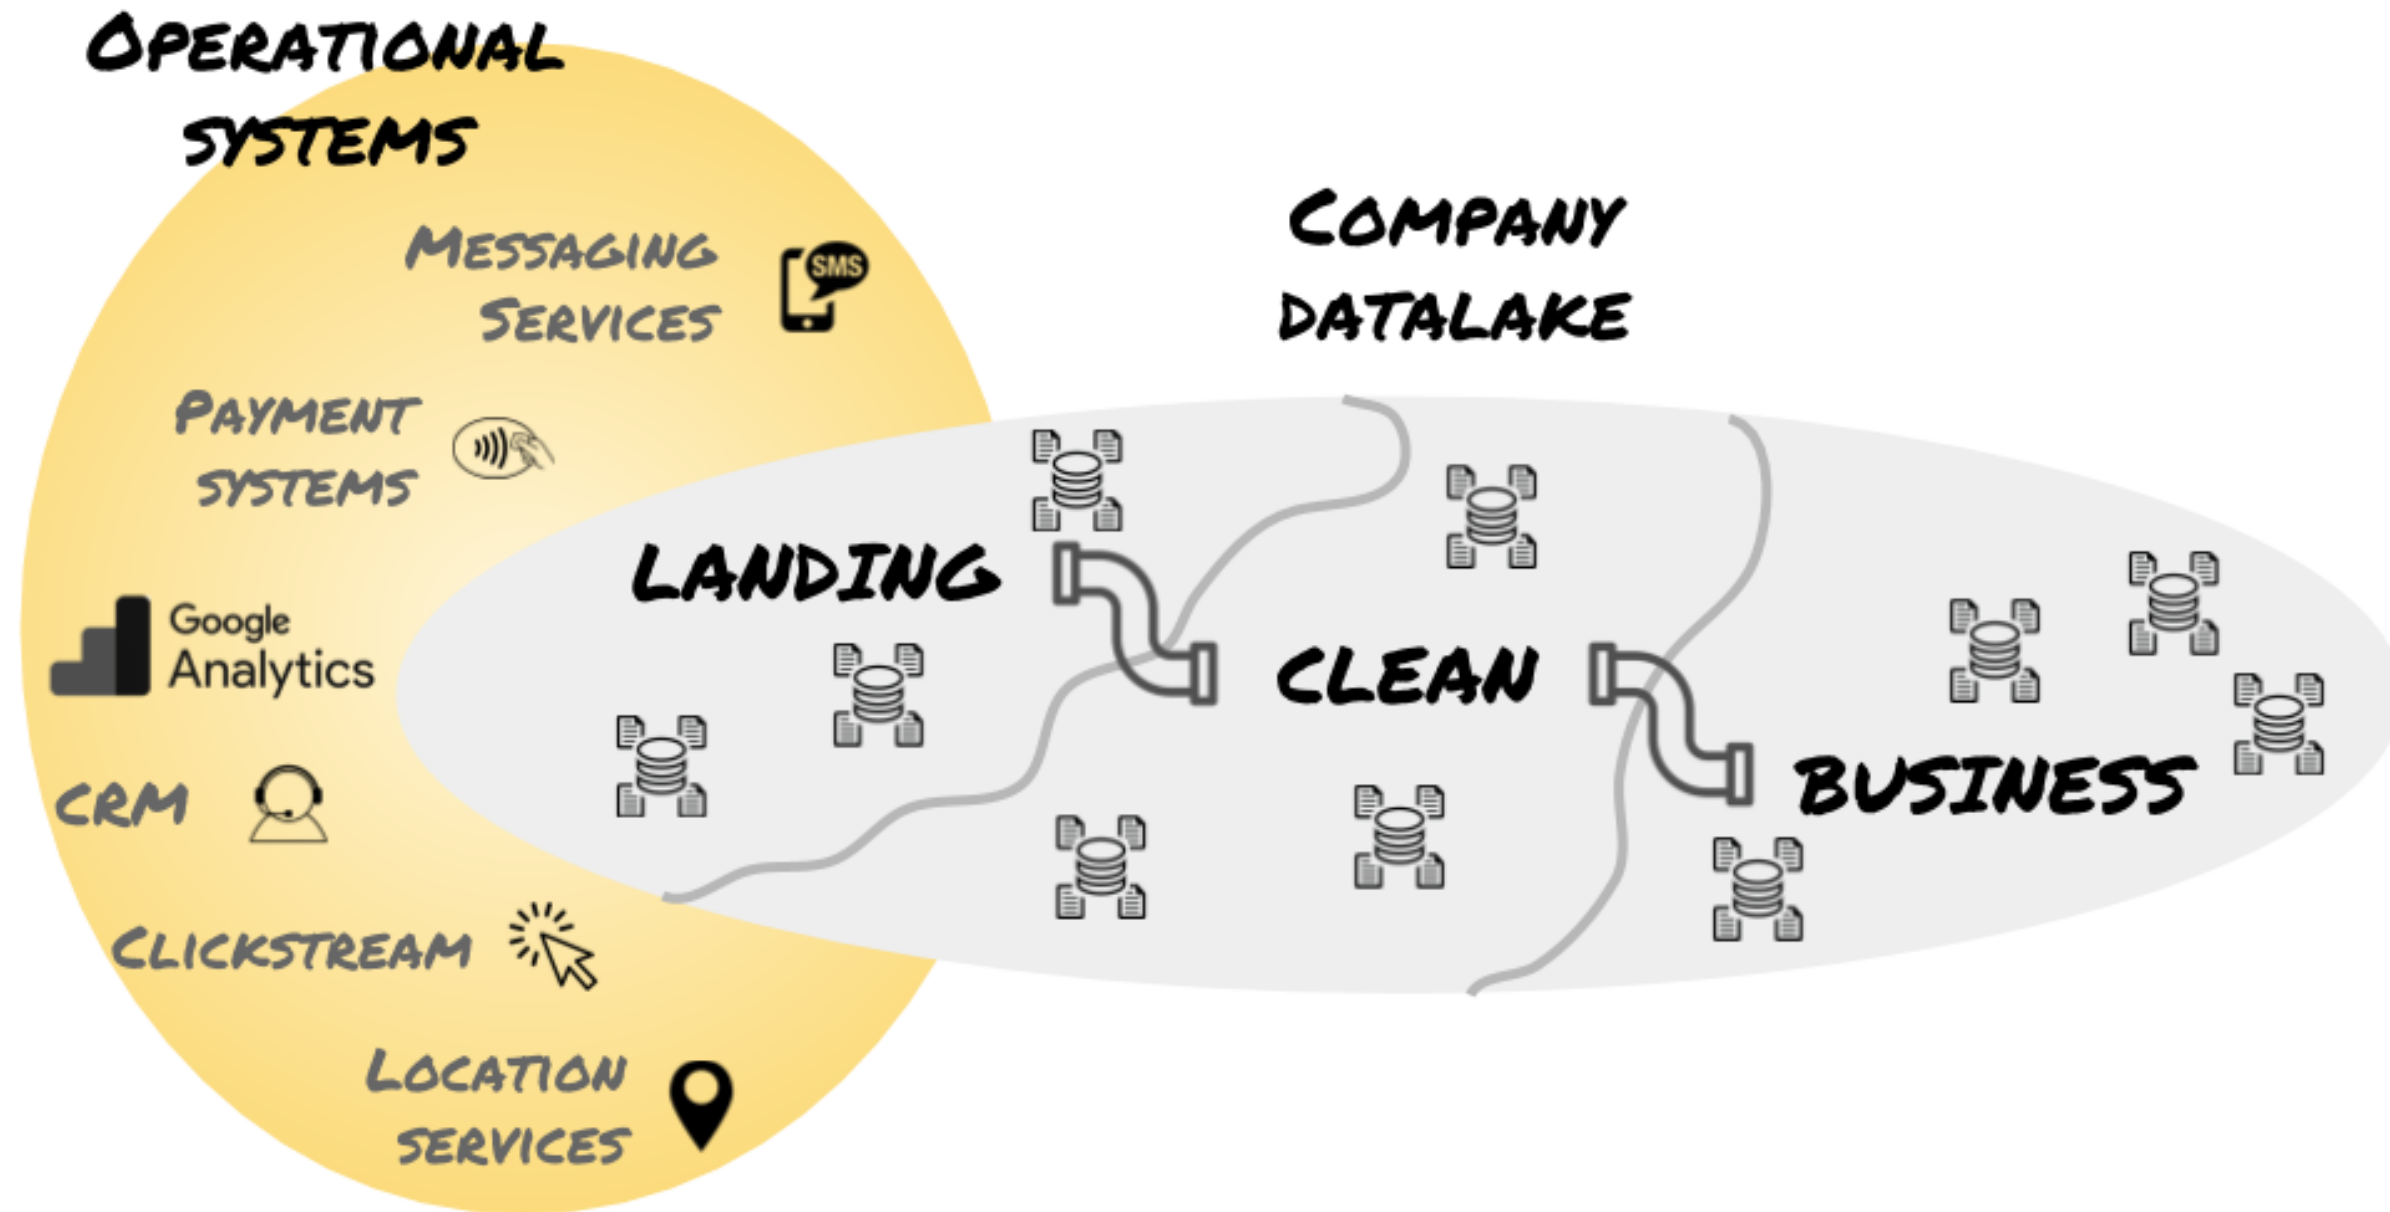 OPERATIONAL
SYSTEMS
MESSAGING
SERVICES
SMS
PAYMENT
SYSTEMS
Google
Analytics
CRM
CLICKSTREAM
LOCATION
SERVICES
COMPANY
DATALAKE
LANDING
CLEAN
BUSINESS